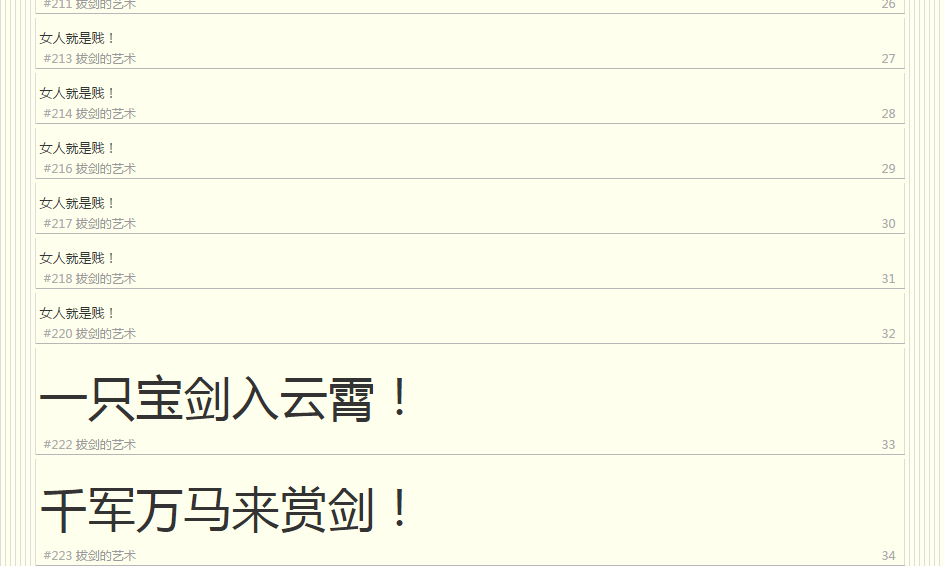 #211 拔剑的艺术 26
女人就是贱！
#213 拔剑的艺术 27
女人就是贱！
#214 拔剑的艺术 28
女人就是贱！
#216 拔剑的艺术 29
女人就是贱！
#217 拔剑的艺术 30
女人就是贱！
#218 拔剑的艺术 31
女人就是贱！
#220 拔剑的艺术 32
一只宝剑入云霄！
#222 拔剑的艺术 33
千军万马来赏剑！
#223 拔剑的艺术 34